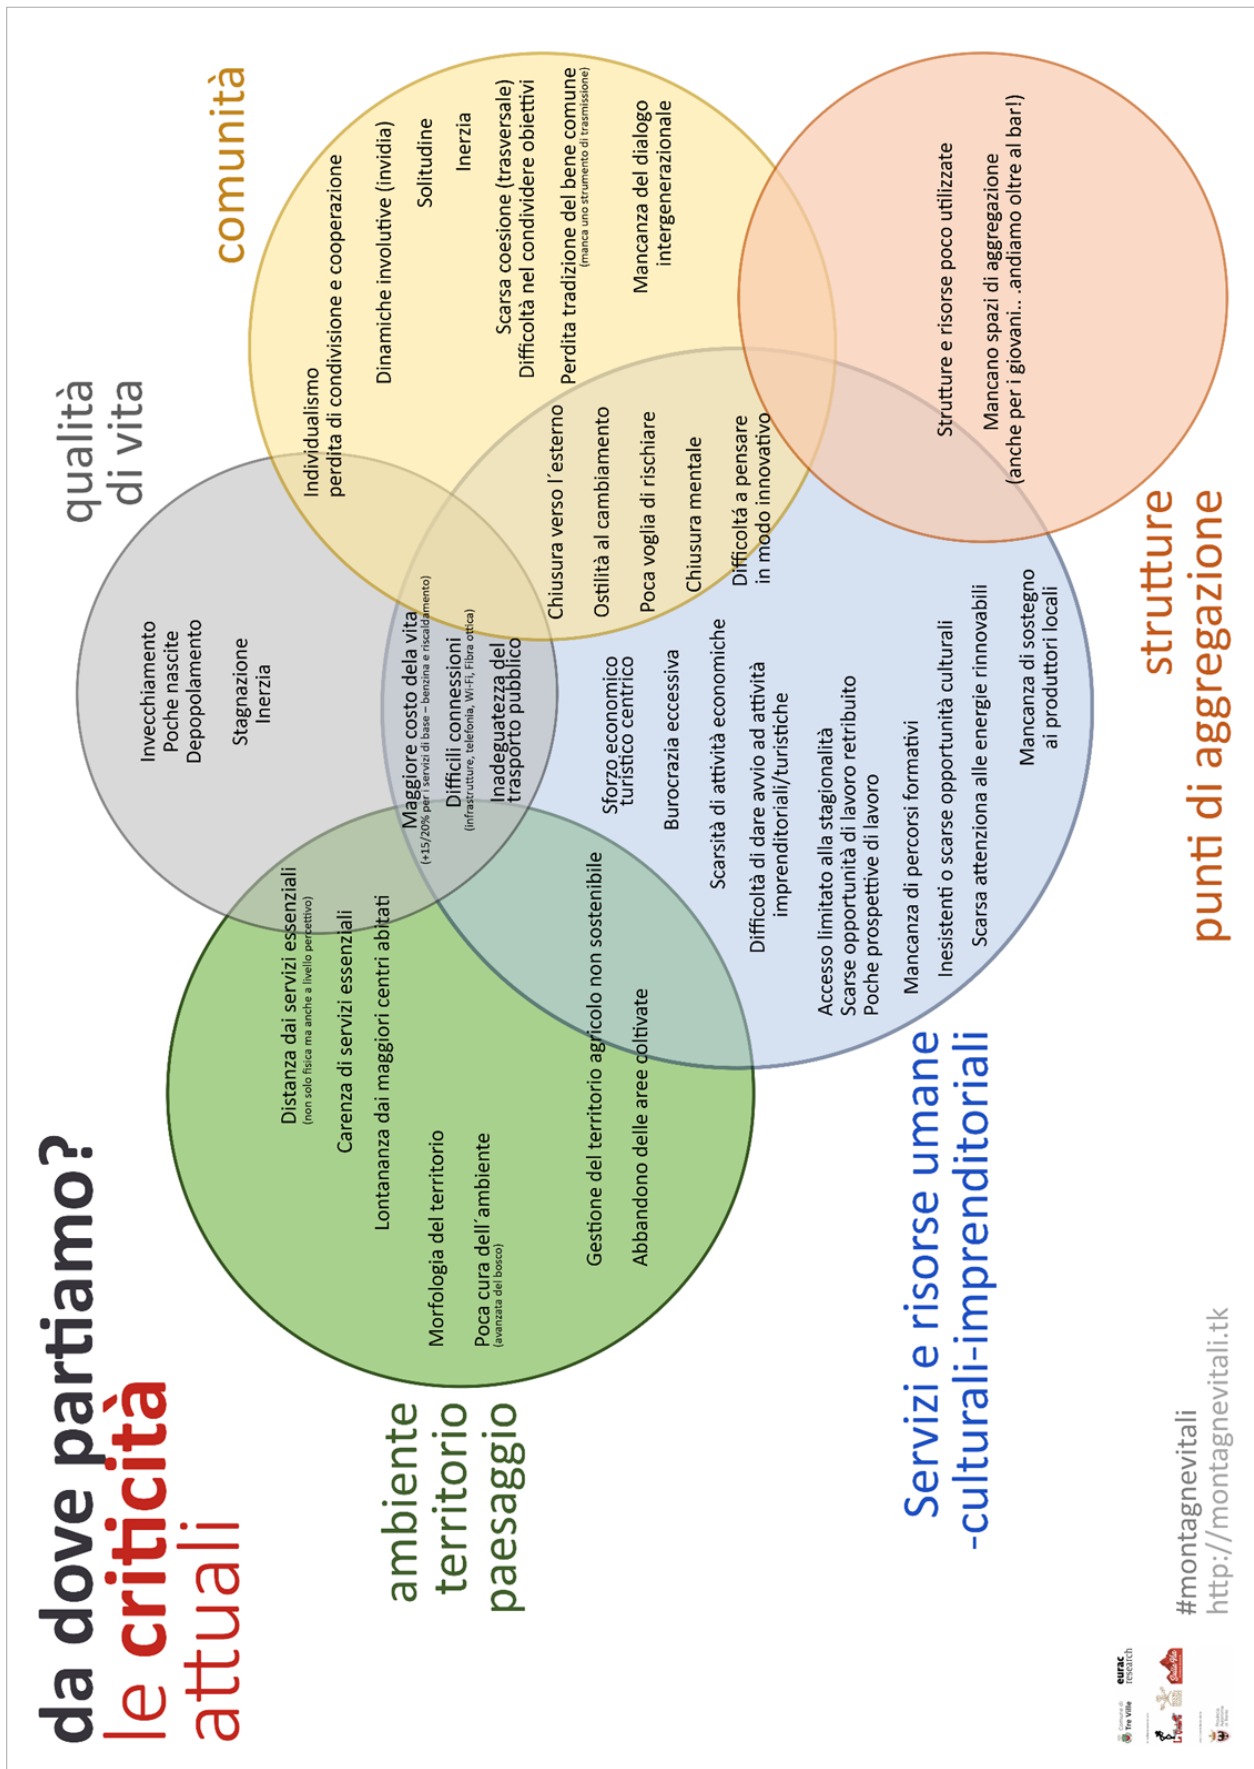 da dove partiamo?
le criticità
attuali
qualità
di vita
comunità
ambiente
territorio
paesaggio
Servizi e risorse umane
-culturali-imprenditoriali
strutture
punti di aggregazione
Invecchiamento
Poche nascite
Depopolamento
Stagnazione
Inerzia
Individualismo
perdita di condivisione e cooperazione
Dinamiche involutive (invidia)
Solitudine
Inerzia
Scarsa coesione (trasversale)
Difficoltà nel condividere obiettivi
Perdita tradizione del bene comune
(manca uno strumento di trasmissione)
Mancanza del dialogo
intergenerazionale
Distanza dai servizi essenziali
(non solo fisica ma anche a livello percettivo)
Carenza di servizi essenziali
Lontananza dai maggiori centri abitati
Morfologia del territorio
Poca cura dell´ambiente
(avanzata del bosco)
Gestione del territorio agricolo non sostenibile
Abbandono delle aree coltivate
Maggiore costo dela vita
(+15/20% per i servizi di base – benzina e riscaldamento)
Difficili connessioni
(infrastrutture, telefonia, Wi-Fi, Fibra ottica)
Inadeguatezza del
trasporto pubblico
Chiusura verso l´esterno
Ostilità al cambiamento
Poca voglia di rischiare
Chiusura mentale
Difficoltá a pensare
in modo innovativo
Sforzo economico
turistico centrico
Burocrazia eccessiva
Scarsità di attività economiche
Difficoltà di dare avvio ad attività
imprenditoriali/turistiche
Accesso limitato alla stagionalità
Scarse opportunità di lavoro retribuito
Poche prospettive di lavoro
Mancanza di percorsi formativi
Inesistenti o scarse opportunità culturali
Scarsa attenziona alle energie rinnovabili
Mancanza di sostegno
ai produttori locali
Strutture e risorse poco utilizzate
Mancano spazi di aggregazione
(anche per i giovani.. .andiamo oltre al bar!)
#montagnevitali
http://montagnevitali.tk
Comune di
Tre Ville
eurac
research